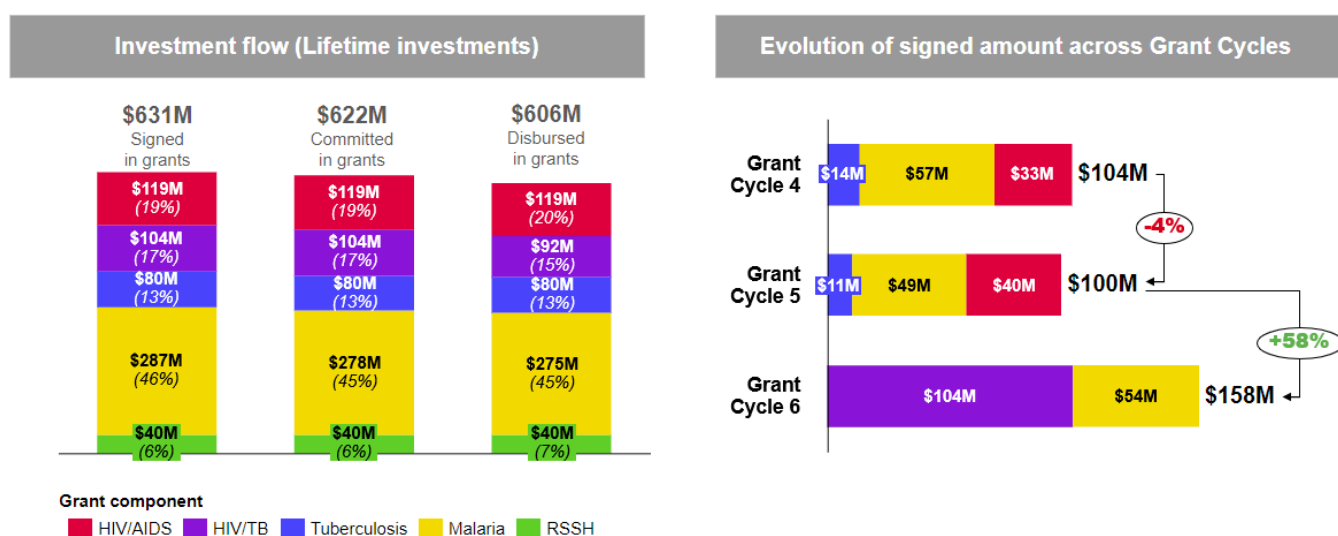 Investment flow (Lifetime investments)
$631M
Signed
in grants
$622M
Committed
in grants
$606M
Disbursed
in grants
$119M
(19%)
$104M
(17%)
$80M
(13%)
$287M
(46%)
$40M
(6%)
$119M
(19%)
$104M
(17%)
$80M
(13%)
$278M
(45%)
$40M
(6%)
$119M
(20%)
$92M
(15%)
$80M
(13%)
$275M
(45%)
$40M
(7%)
Grant component
HIV/AIDS
HIV/TB
Tuberculosis
Malaria
RSSH
Evolution of signed amount across Grant Cycles
Grant
Cycle 4
$14M
$57M
$33M
$104M
-4%
Grant
Cycle 5
$11M
$49M
$40M
$100M
+58%
Grant
Cycle 6
$104M
$54M
$158M